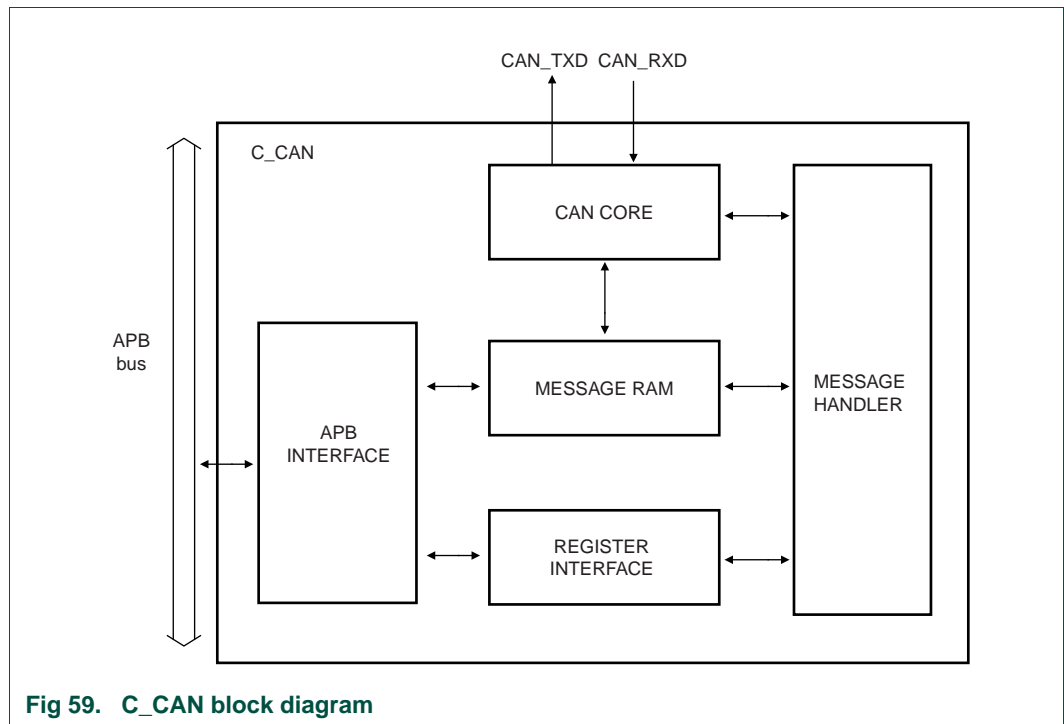 CAN_TXD CAN_RXD
C_CAN
CAN CORE
APB
bus
APB
INTERFACE
MESSAGE RAM
MESSAGE
HANDLER
REGISTER
INTERFACE
Fig 59. C_CAN block diagram